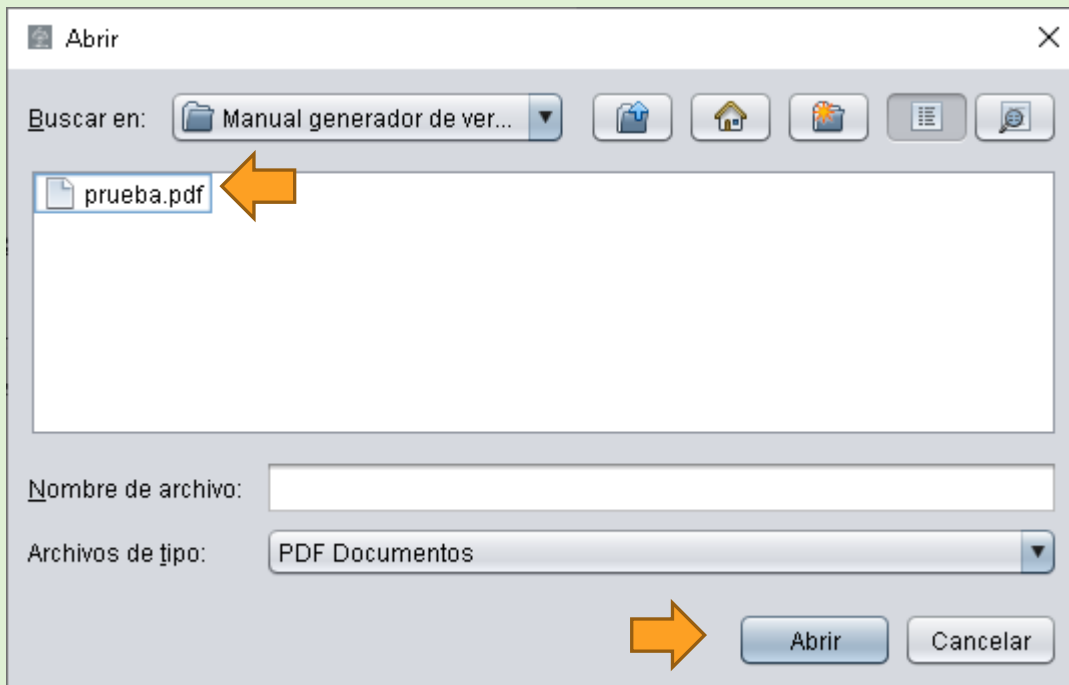 Abrir
Buscar en: Manual generador de ver...
prueba.pdf
Nombre de archivo:
Archivos de tipo: PDF Documentos
Abrir Cancelar